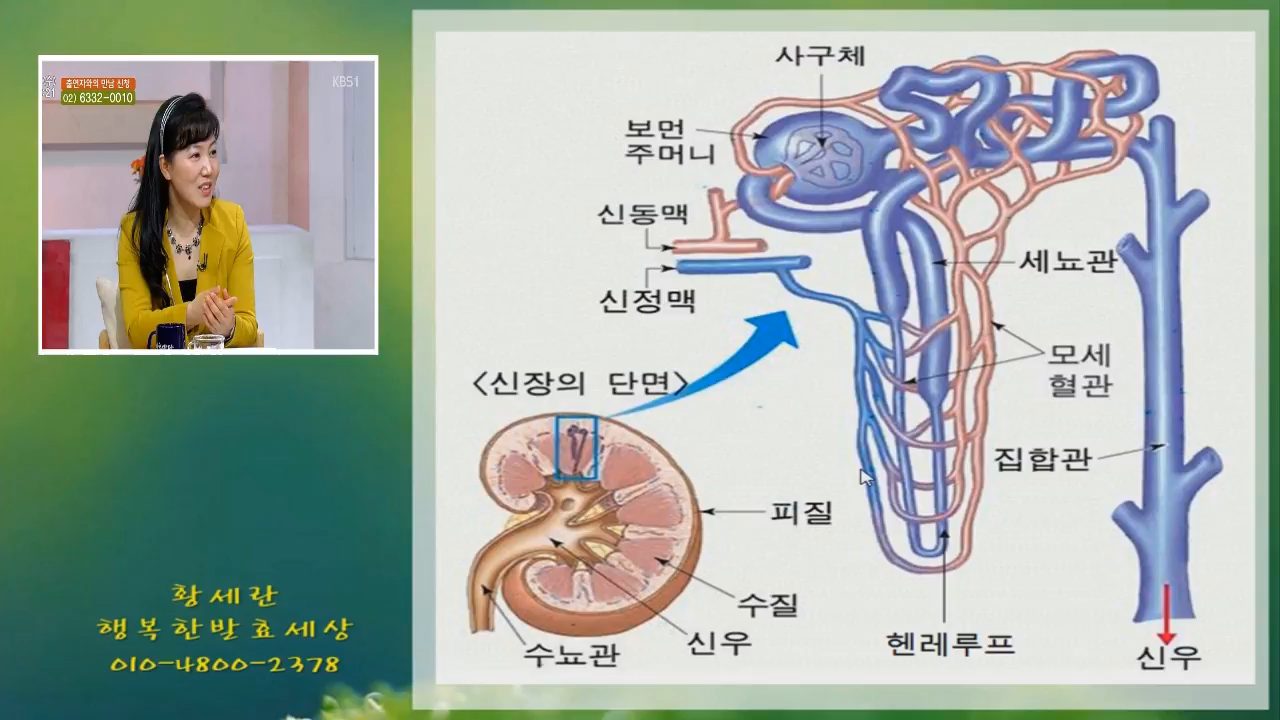 출연자와의 만남 신청
02) 6332-0010
KBS1
황세란
행복한발효세상
010-4800-2378
사구체
보먼
주머니
신동맥
신정맥
세뇨관
모세
혈관
<신장의 단면>
집합관
피질
수질
신우
수뇨관
헨레루프
신우